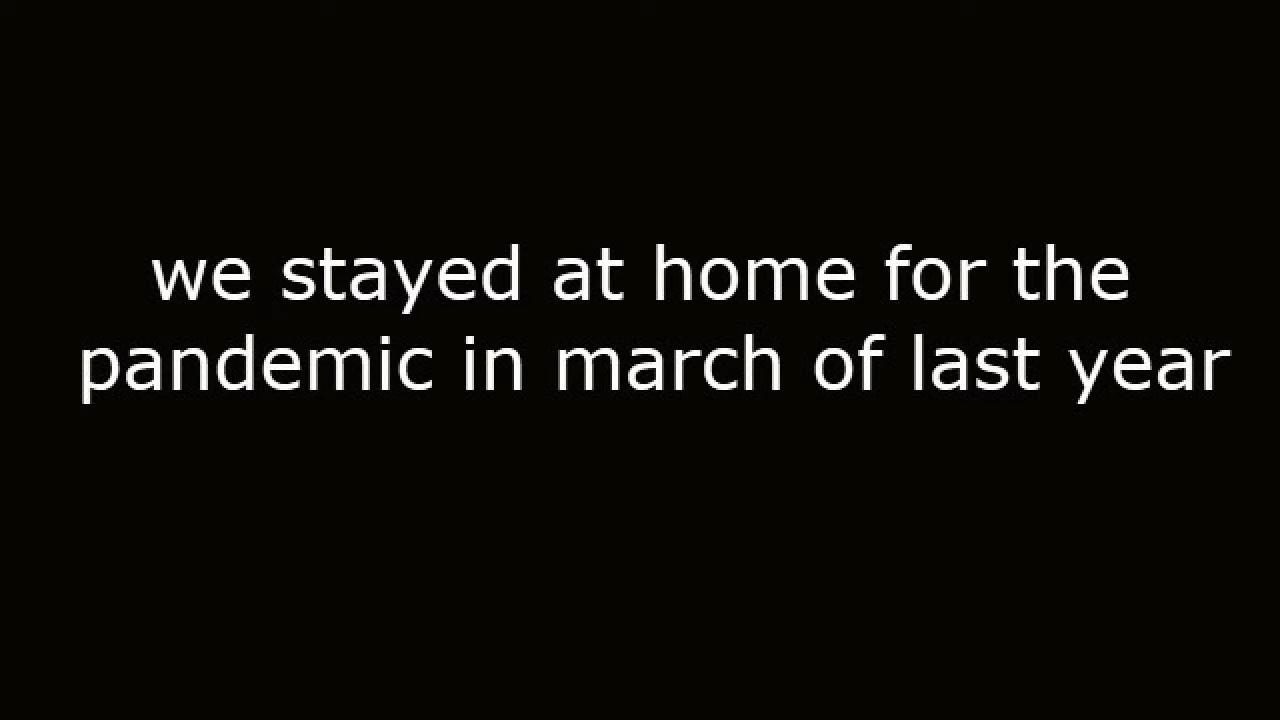 we stayed at home for the
pandemic in march of last year